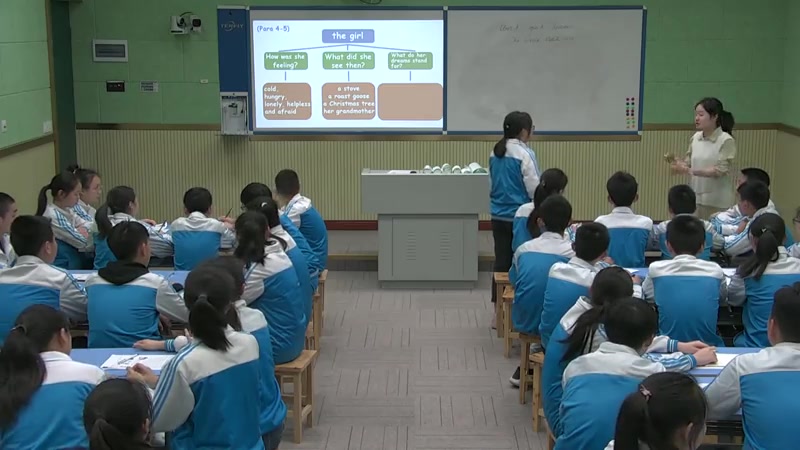 (Para 4-5)
the girl
How was she
feeling?
What did she
see then?
What do her
dreams stand
for?
cold,
hungry,
lonely, helpless
and afraid
a stove
a roast goose
a Christmas tree
her grandmother